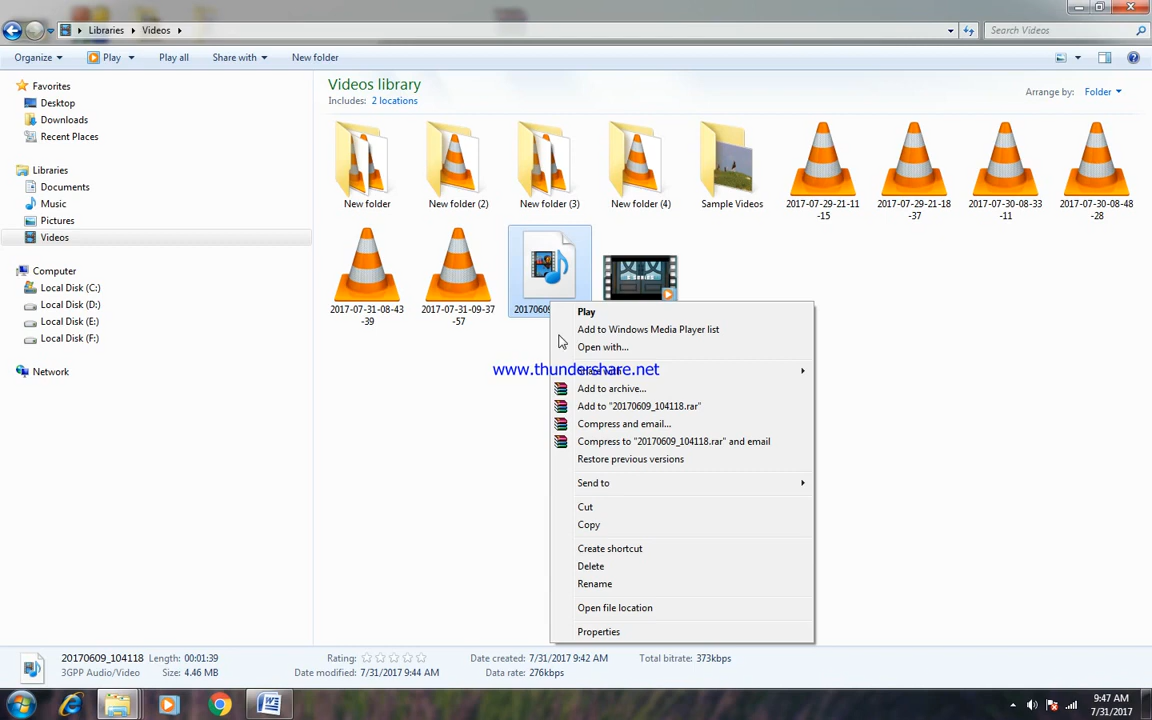 Libraries Videos
Search Videos
Organize Play Play all Share with New folder
Favorites
Desktop
Downloads
Recent Places
Libraries
Documents
Music
Pictures
Videos
Computer
Local Disk (C:)
Local Disk (D:)
Local Disk (E:)
Local Disk (F:)
Network
Videos library
Includes: 2 locations
Arrange by: Folder
New folder
New folder (2)
New folder (3)
New folder (4)
Sample Videos
2017-07-29-21-11
-15
2017-07-29-21-18
-37
2017-07-30-08-33
-11
2017-07-30-08-48
-28
2017-07-31-08-43
-39
2017-07-31-09-37
-57
20170609
Play
Add to Windows Media Player list
Open with...
www.thundershare.net
Add to archive...
Add to "20170609_104118.rar"
Compress and email...
Compress to "20170609_104118.rar" and email
Restore previous versions
Send to
Cut
Copy
Create shortcut
Delete
Rename
Open file location
Properties
20170609_104118 Length: 00:01:39 Rating: Date created: 7/31/2017 9:42 AM Total bitrate: 373kbps
3GPP Audio/Video Size: 4.46 MB Date modified: 7/31/2017 9:44 AM Data rate: 276kbps
9:47 AM
7/31/2017